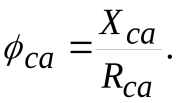 ϕ_ca = X_ca / R_ca .